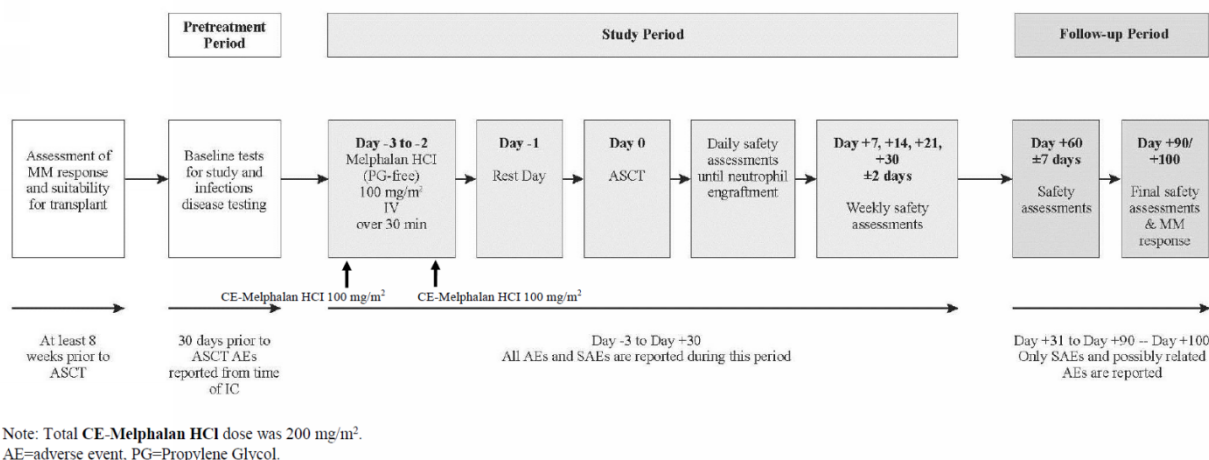 Pretreatment
Period
Study Period
Follow-up Period
Assessment of
MM response
and suitability
for transplant
Baseline tests
for study and
infections
disease testing
Day -3 to -2
Melphalan HCI
(PG-free)
100 mg/m²
IV
over 30 min
Day -1
Rest Day
Day 0
ASCT
Daily safety
assessments
until neutrophil
engraftment
Day +7, +14, +21,
+30
±2 days
Weekly safety
assessments
Day +60
±7 days
Safety
assessments
Day +90/
+100
Final safety
assessments
& MM
response
CE-Melphalan HCI 100 mg/m²
CE-Melphalan HCI 100 mg/m²
At least 8
weeks prior to
ASCT
30 days prior to
ASCT AEs
reported from time
of IC
Day -3 to Day +30
All AEs and SAEs are reported during this period
Day +31 to Day +90 -- Day +100
Only SAEs and possibly related
AEs are reported
Note: Total CE-Melphalan HCl dose was 200 mg/m².
AE=adverse event, PG=Propylene Glycol.